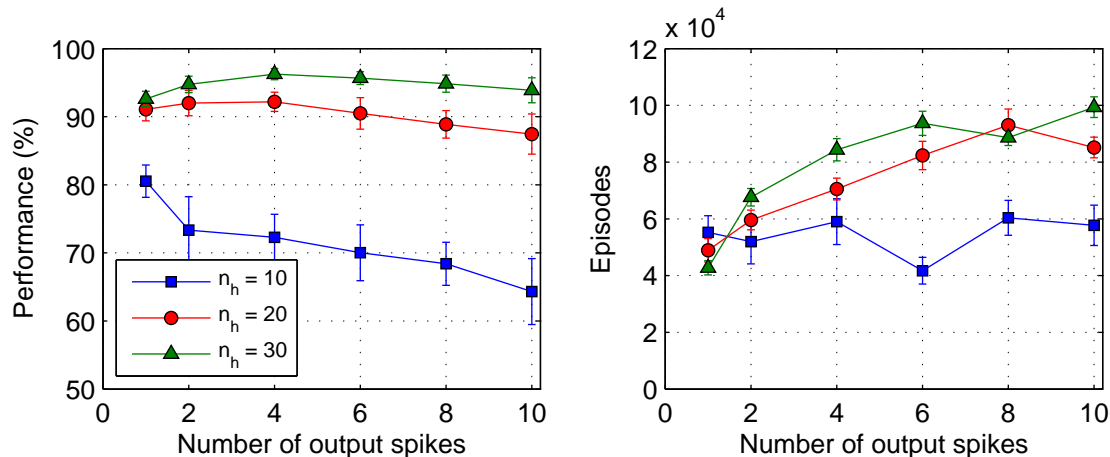 100
90
80
70
60
50
Performance (%)
n_h = 10
n_h = 20
n_h = 30
0 2 4 6 8 10
Number of output spikes
x 10^4
12
10
8
6
4
2
0
Episodes
0 2 4 6 8 10
Number of output spikes